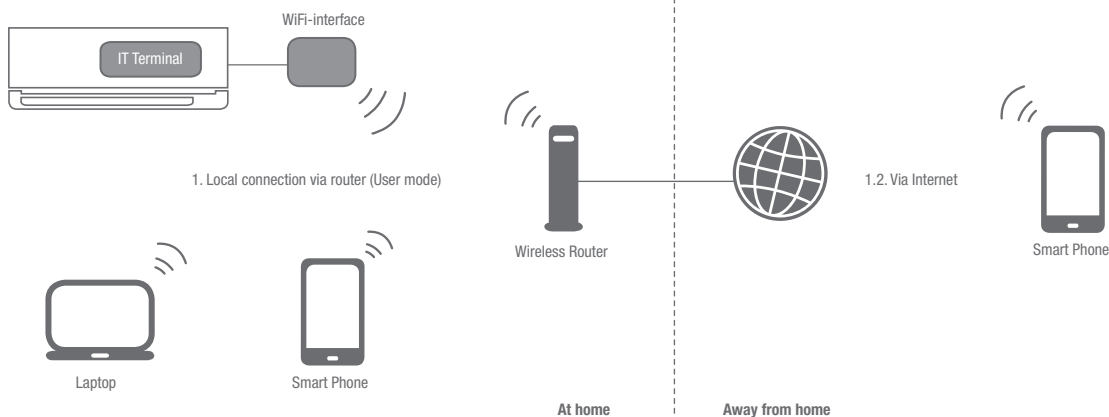 WiFi-interface
IT Terminal
1. Local connection via router (User mode)
1.2. Via Internet
Wireless Router
Smart Phone
Laptop
Smart Phone
At home
Away from home